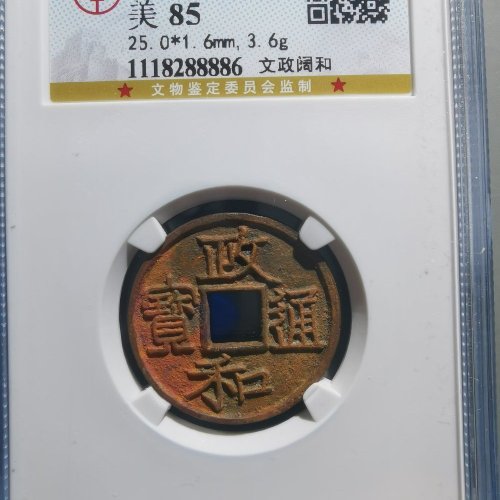 美 85
25.0*1.6mm, 3.6g
1118288886 文政阔和
★ 文物鉴定委员会监制 ★
政
寶 通
和